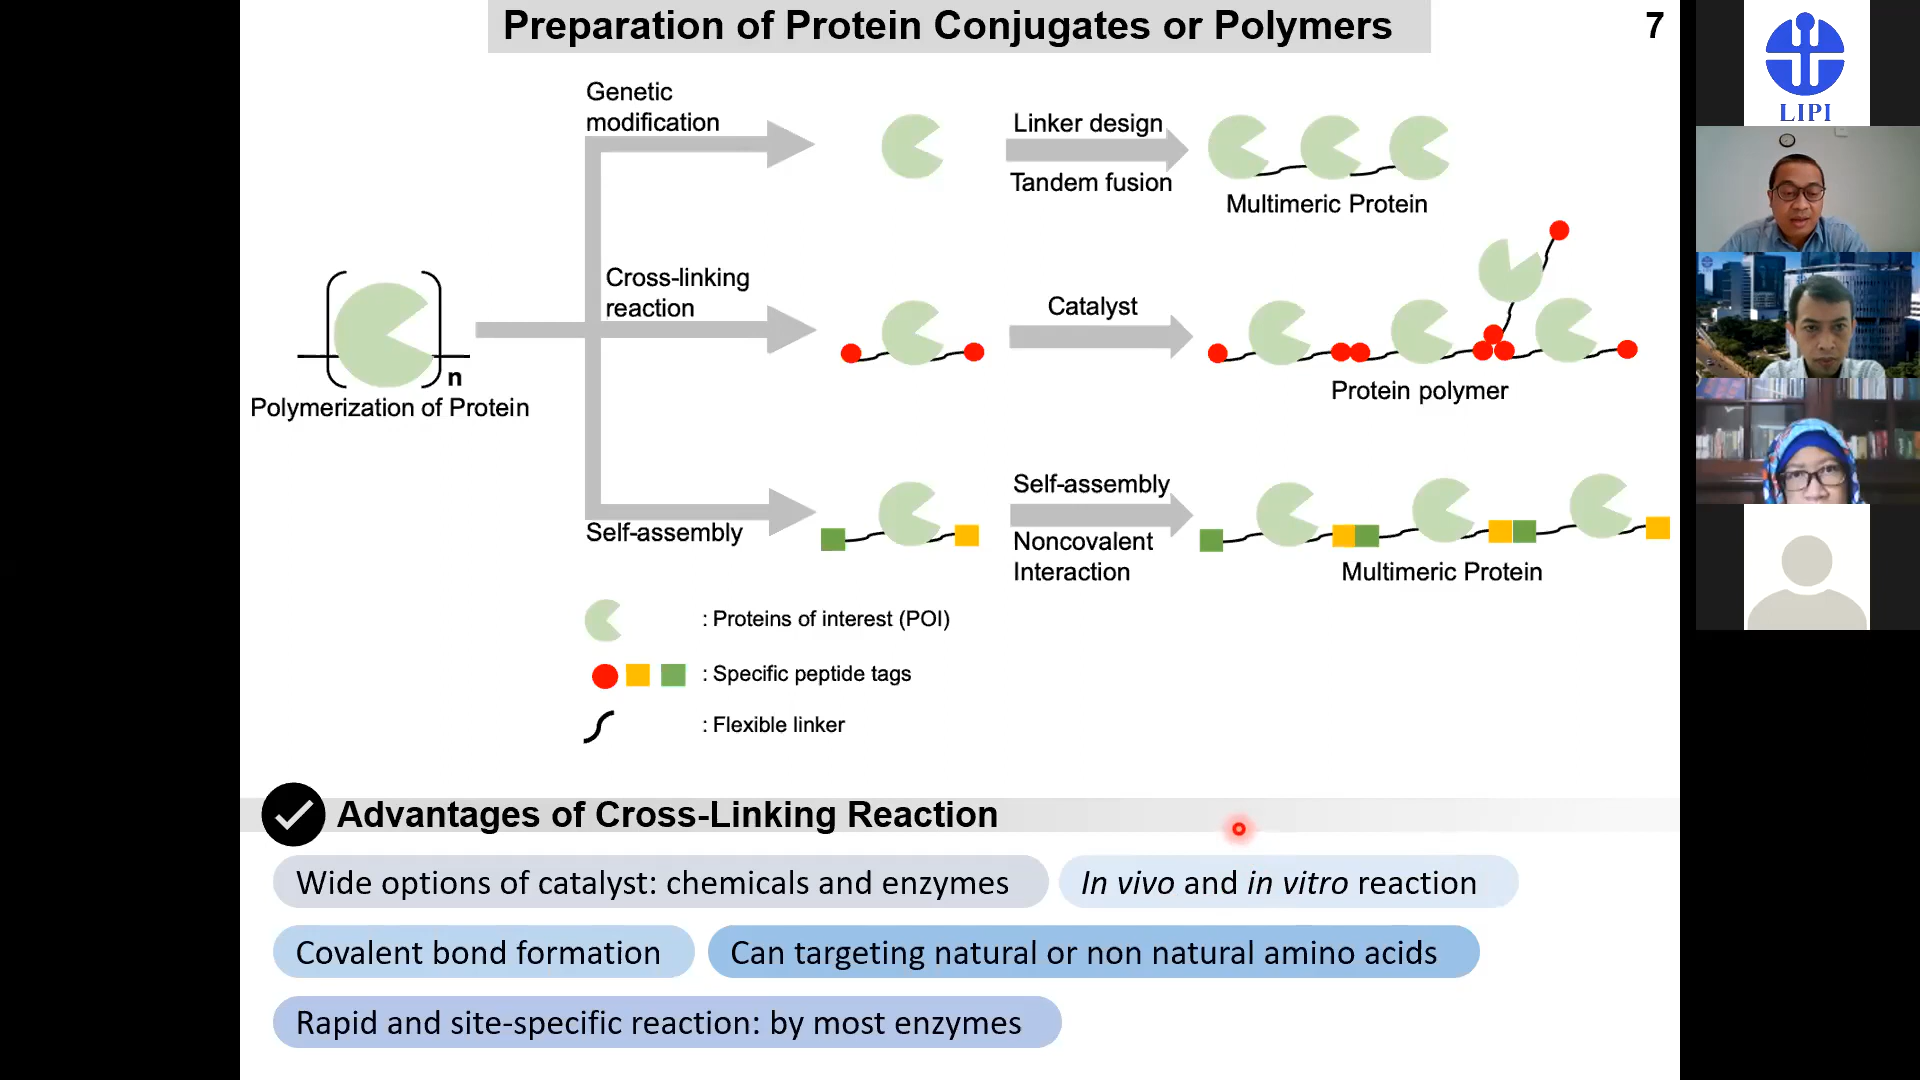 Preparation of Protein Conjugates or Polymers
7
LIPI
Genetic
modification
Linker design
Tandem fusion
Multimeric Protein
Cross-linking
reaction
Catalyst
Protein polymer
n
Polymerization of Protein
Self-assembly
Self-assembly
Noncovalent
Interaction
Multimeric Protein
: Proteins of interest (POI)
: Specific peptide tags
: Flexible linker
Advantages of Cross-Linking Reaction
Wide options of catalyst: chemicals and enzymes
In vivo and in vitro reaction
Covalent bond formation
Can targeting natural or non natural amino acids
Rapid and site-specific reaction: by most enzymes